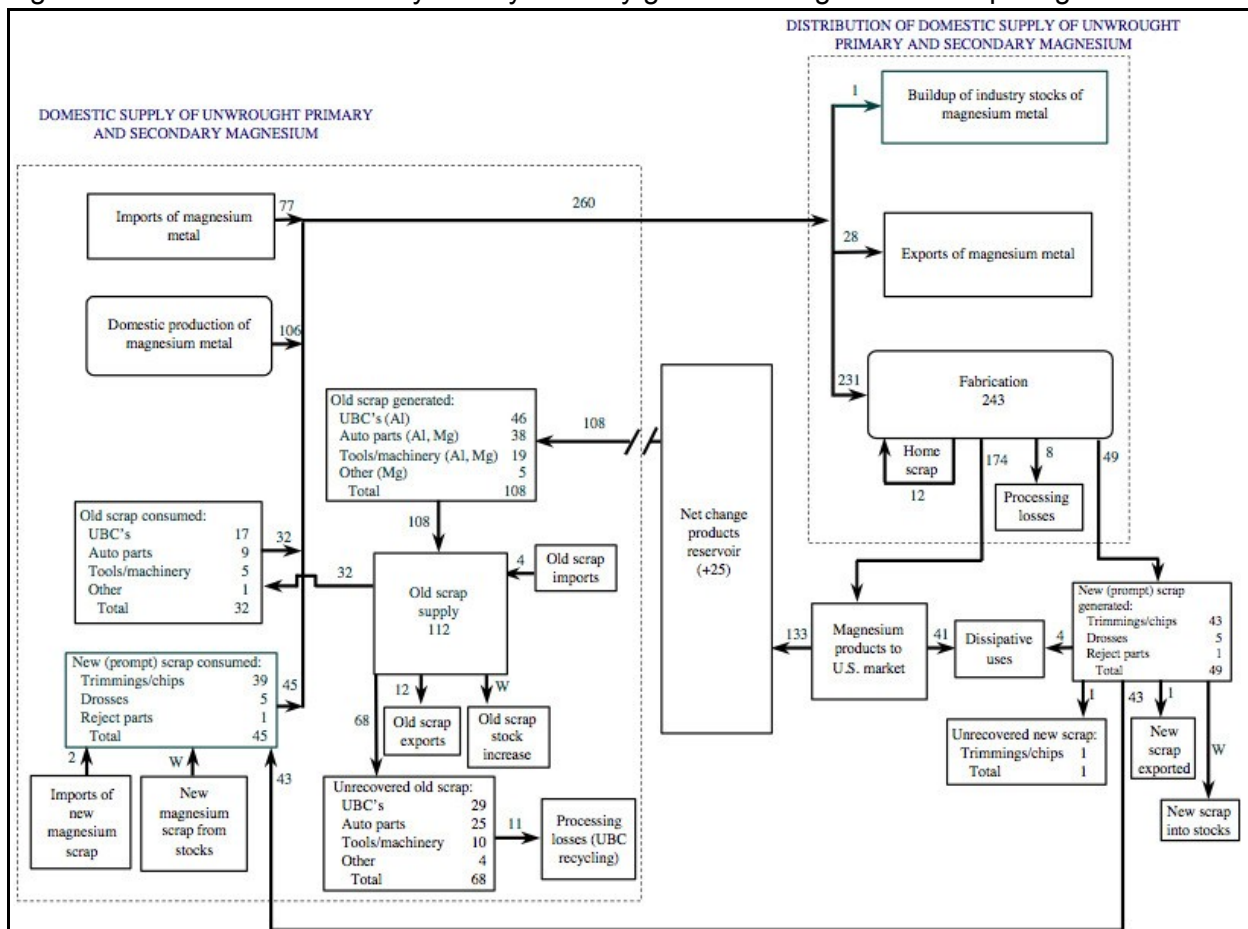 DISTRIBUTION OF DOMESTIC SUPPLY OF UNWROUGHT
PRIMARY AND SECONDARY MAGNESIUM
1
Buildup of industry stocks of
magnesium metal
DOMESTIC SUPPLY OF UNWROUGHT PRIMARY
AND SECONDARY MAGNESIUM
Imports of magnesium
metal
77
260
28
Exports of magnesium metal
Domestic production of
magnesium metal
106
231
Fabrication
243
Home
scrap
12
174
8
Processing
losses
49
Old scrap generated:
UBC's (Al) 46
Auto parts (Al, Mg) 38
Tools/machinery (Al, Mg) 19
Other (Mg) 5
Total 108
108
Net change
products
reservoir
(+25)
108
Old scrap consumed:
UBC's 17
Auto parts 9
Tools/machinery 5
Other 1
Total 32
32
32
Old scrap
supply
112
4
Old scrap
imports
133
Magnesium
products to
U.S. market
41
Dissipative
uses
4
New (prompt) scrap
generated:
Trimmings/chips 43
Drosses 5
Reject parts 1
Total 49
New (prompt) scrap consumed:
Trimmings/chips 39
Drosses 5
Reject parts 1
Total 45
45
68
12
Old scrap
exports
W
Old scrap
stock
increase
1
43
1
W
Unrecovered new scrap:
Trimmings/chips 1
Total 1
New
scrap
exported
New scrap
into stocks
2
W
43
Imports of
new
magnesium
scrap
New
magnesium
scrap from
stocks
Unrecovered old scrap:
UBC's 29
Auto parts 25
Tools/machinery 10
Other 4
Total 68
11
Processing
losses (UBC
recycling)